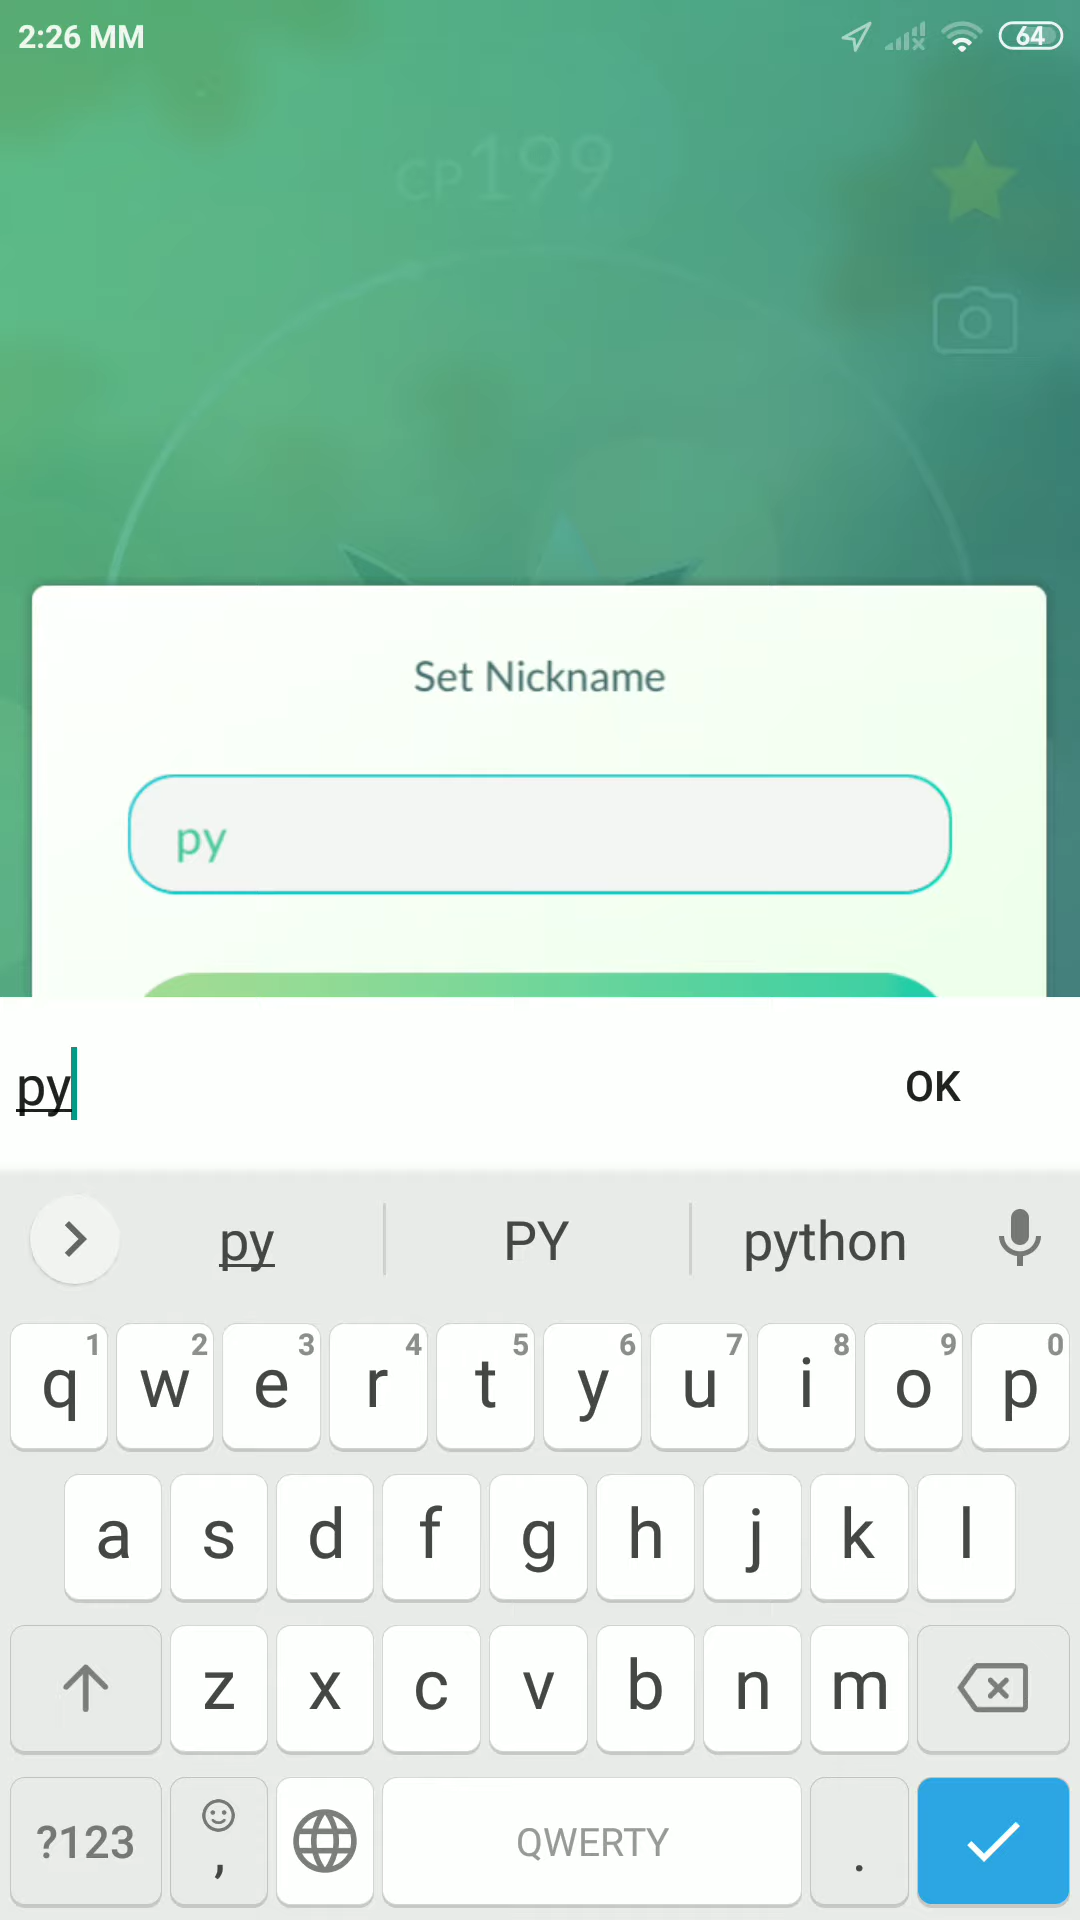 2:26 MM
64
CP199
Set Nickname
py
py
OK
py PY python
1 2 3 4 5 6 7 8 9 0
q w e r t y u i o p
a s d f g h j k l
z x c v b n m
?123 , QWERTY .